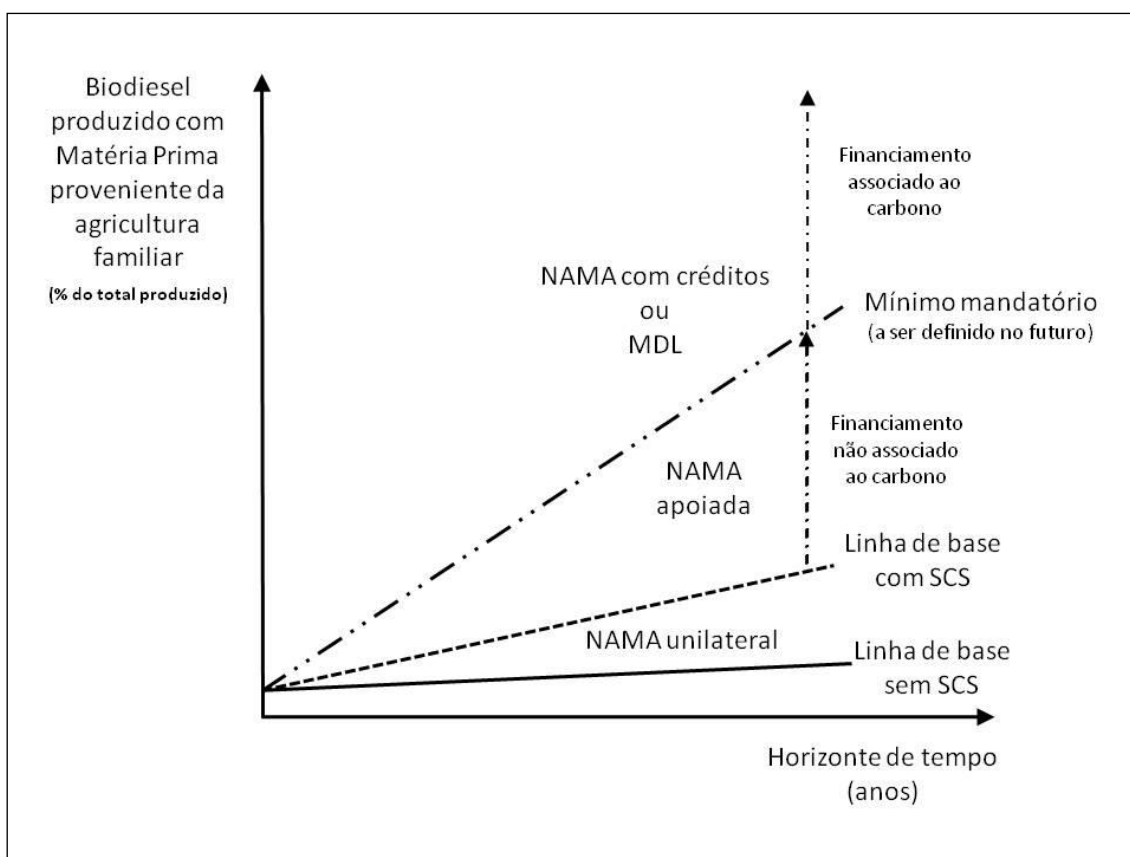 Biodiesel
produzido com
Matéria Prima
proveniente da
agricultura
familiar
(% do total produzido)
Financiamento
associado ao
carbono
NAMA com créditos
ou
MDL
Mínimo mandatório
(a ser definido no futuro)
Financiamento
não associado
ao carbono
NAMA
apoiada
Linha de base
com SCS
NAMA unilateral
Linha de base
sem SCS
Horizonte de tempo
(anos)